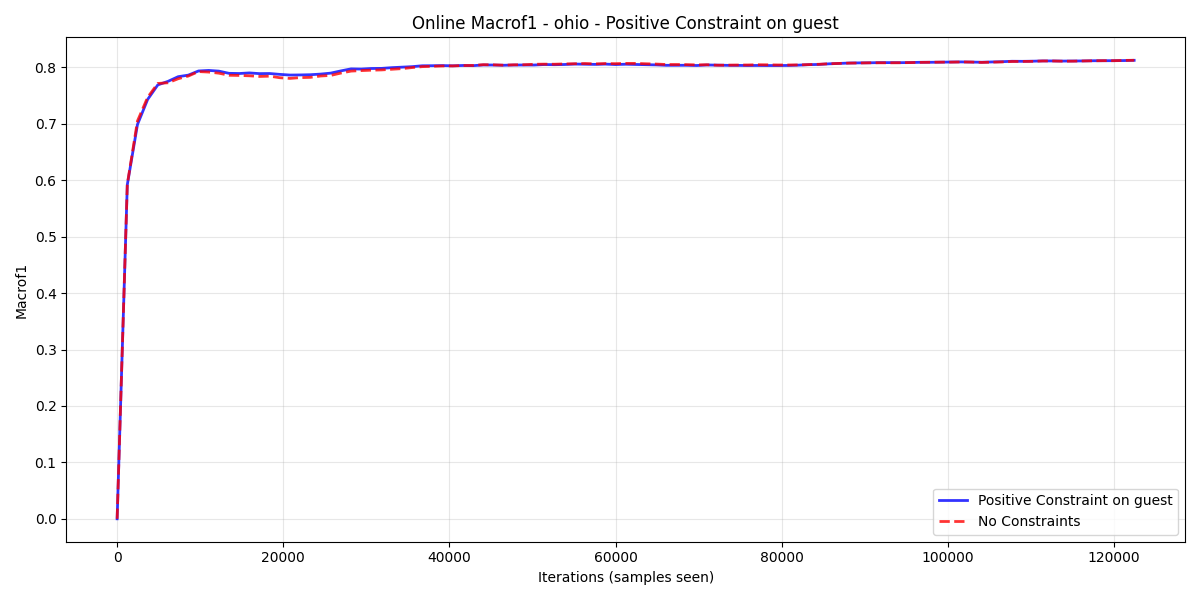 Online Macrof1 - ohio - Positive Constraint on guest
Macrof1
0.8
0.7
0.6
0.5
0.4
0.3
0.2
0.1
0.0
Positive Constraint on guest
No Constraints
0 20000 40000 60000 80000 100000 120000
Iterations (samples seen)